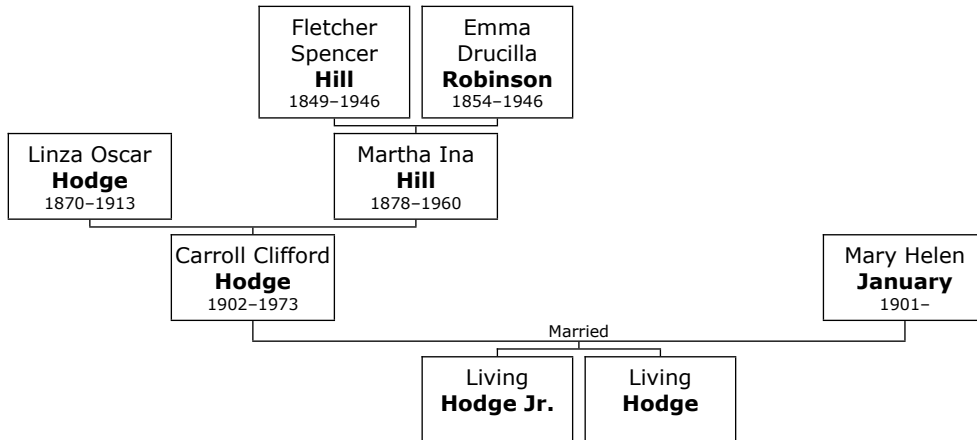 Fletcher
Spencer
Hill
1849–1946
Emma
Drucilla
Robinson
1854–1946
Linza Oscar
Hodge
1870–1913
Martha Ina
Hill
1878–1960
Carroll Clifford
Hodge
1902–1973
Mary Helen
January
1901–
Married
Living
Hodge Jr.
Living
Hodge